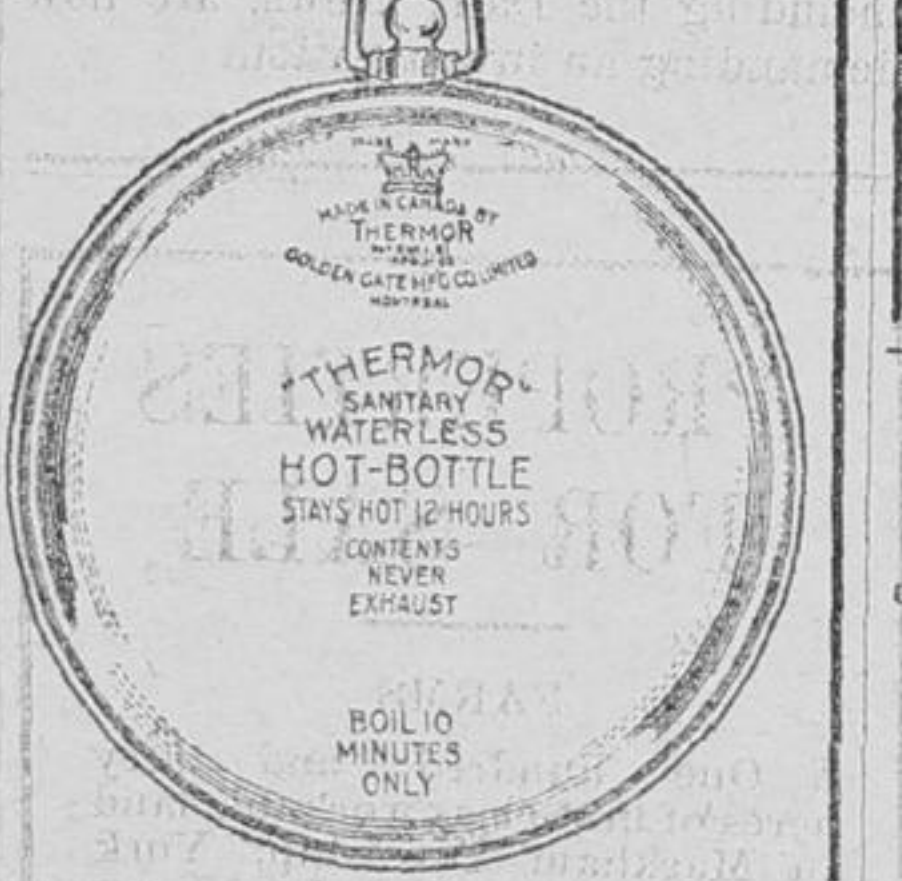 TRADE MARK
MADE IN CANADA BY
THERMOR
GOLDEN GATE MFG CO LIMITED
MONTREAL
"THERMOR"
SANITARY
WATERLESS
HOT-BOTTLE
STAYS HOT 12 HOURS
CONTENTS
NEVER
EXHAUST
BOIL 10
MINUTES
ONLY